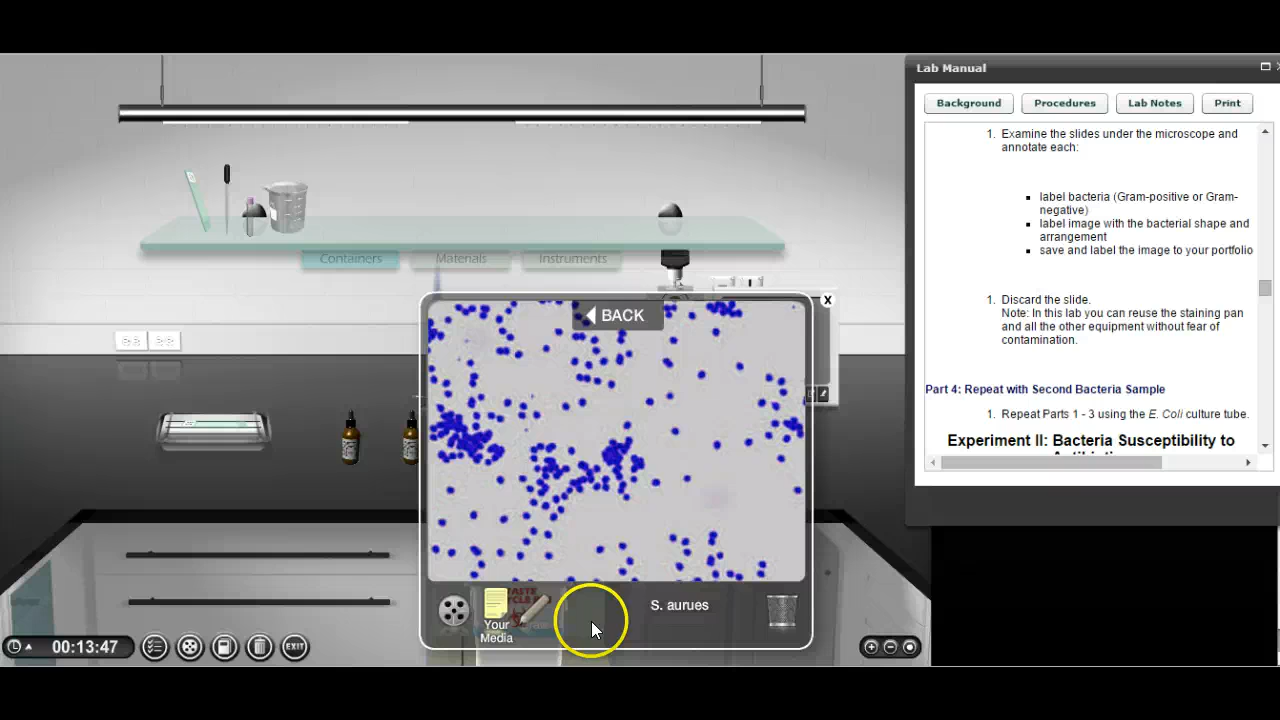 Lab Manual
Background
Procedures
Lab Notes
Print
1. Examine the slides under the microscope and
annotate each:
label bacteria (Gram-positive or Gram-
negative)
label image with the bacterial shape and
arrangement
save and label the image to your portfolio
1. Discard the slide.
Note: In this lab you can reuse the staining pan
and all the other equipment without fear of
contamination.
Part 4: Repeat with Second Bacteria Sample
1. Repeat Parts 1 - 3 using the E. Coli culture tube.
Experiment II: Bacteria Susceptibility to
Containers
Materials
Instruments
X
BACK
S. aurues
Your
Media
00:13:47
EXIT